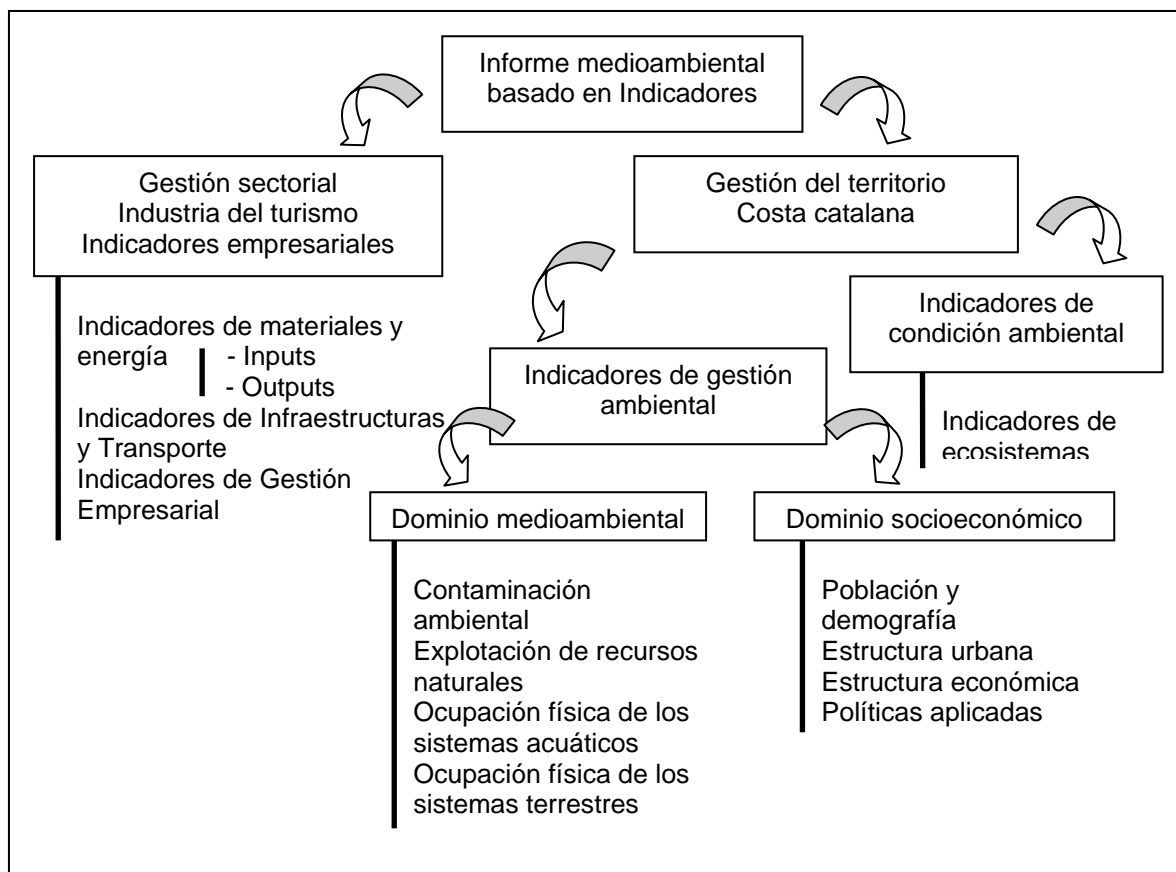 Informe medioambiental
basado en Indicadores
Gestión sectorial
Industria del turismo
Indicadores empresariales
Gestión del territorio
Costa catalana
Indicadores de materiales y
energía
- Inputs
- Outputs
Indicadores de Infraestructuras
y Transporte
Indicadores de Gestión
Empresarial
Indicadores de gestión
ambiental
Indicadores de
condición ambiental
Indicadores de
ecosistemas
Dominio medioambiental
Contaminación
ambiental
Explotación de recursos
naturales
Ocupación física de los
sistemas acuáticos
Ocupación física de los
sistemas terrestres
Dominio socioeconómico
Población y
demografía
Estructura urbana
Estructura económica
Políticas aplicadas